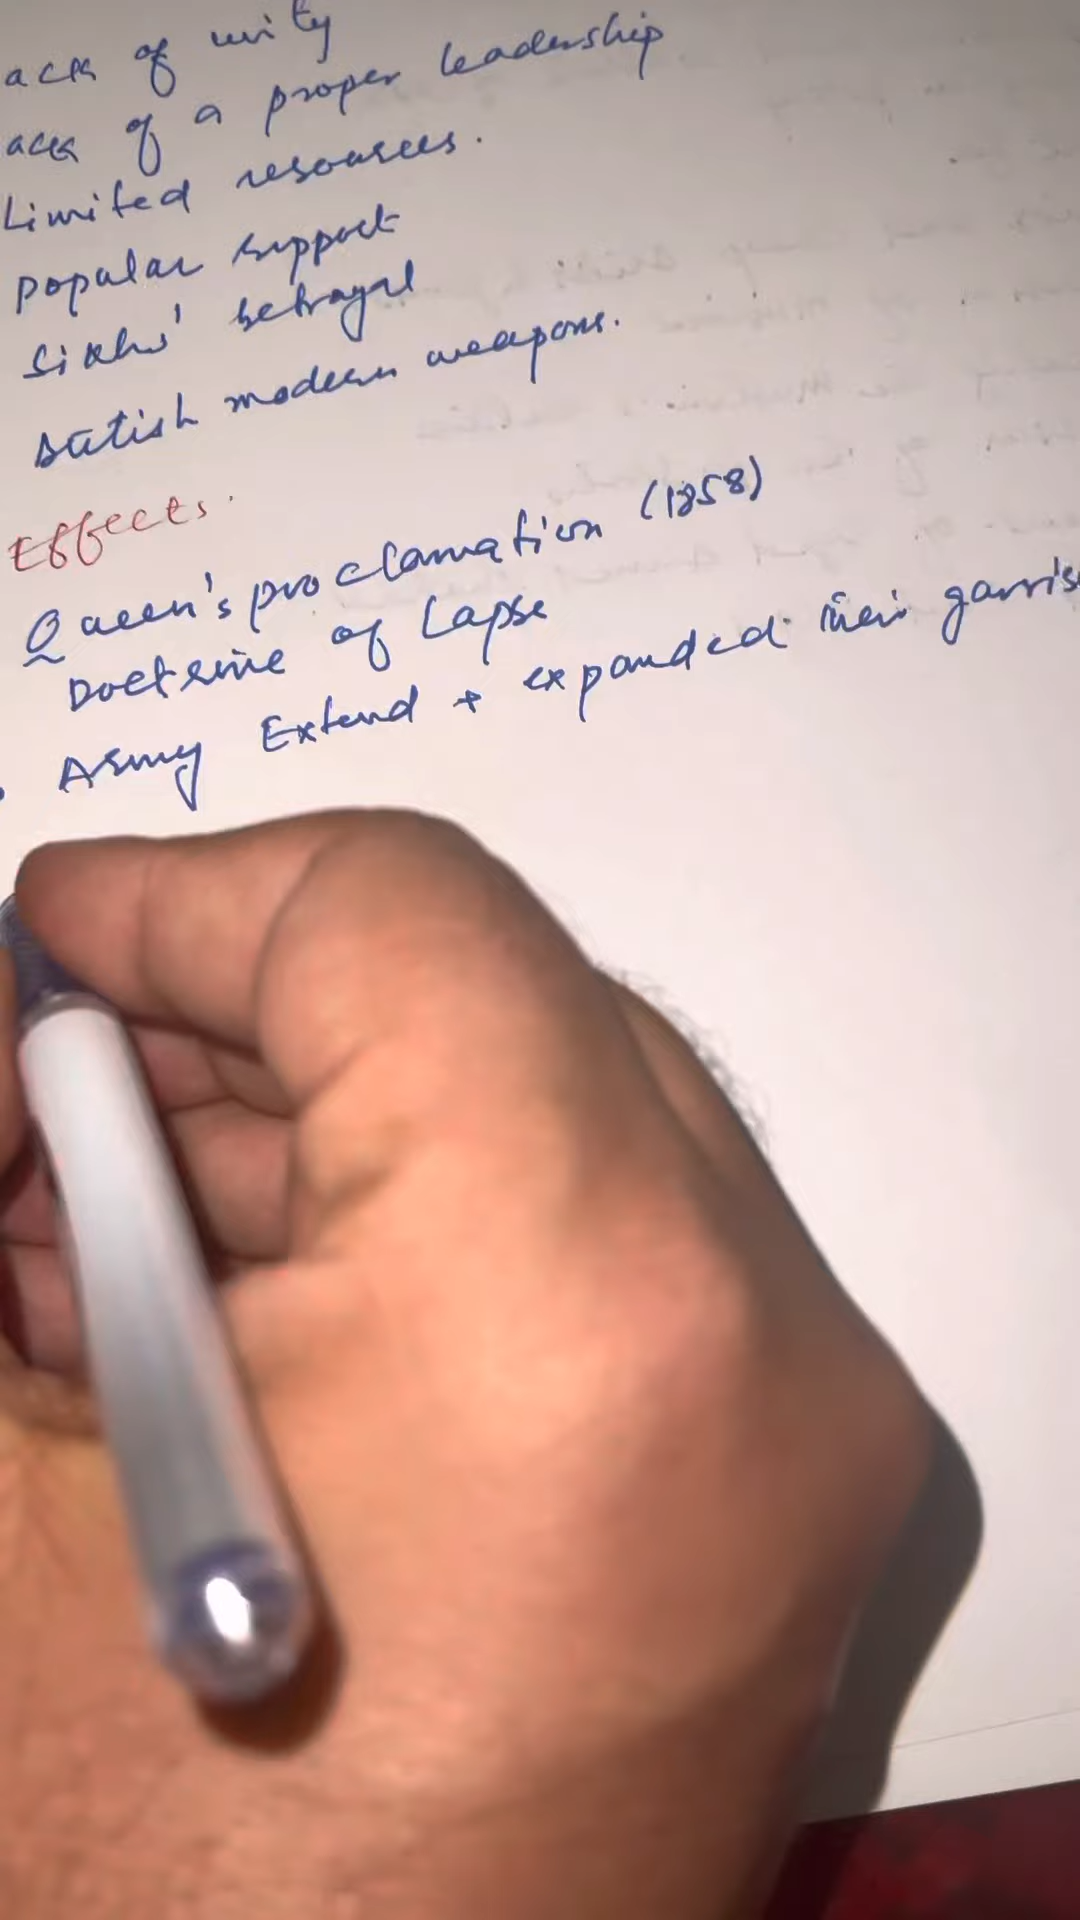 ack of unity
ack of a proper leadership
Limited resources.
popular support
Sikhs' betrayal
British modern weapons.
Effects.
Queen's proclamation (1858)
Doctrine of Lapse
Army Extend + expanded their garris